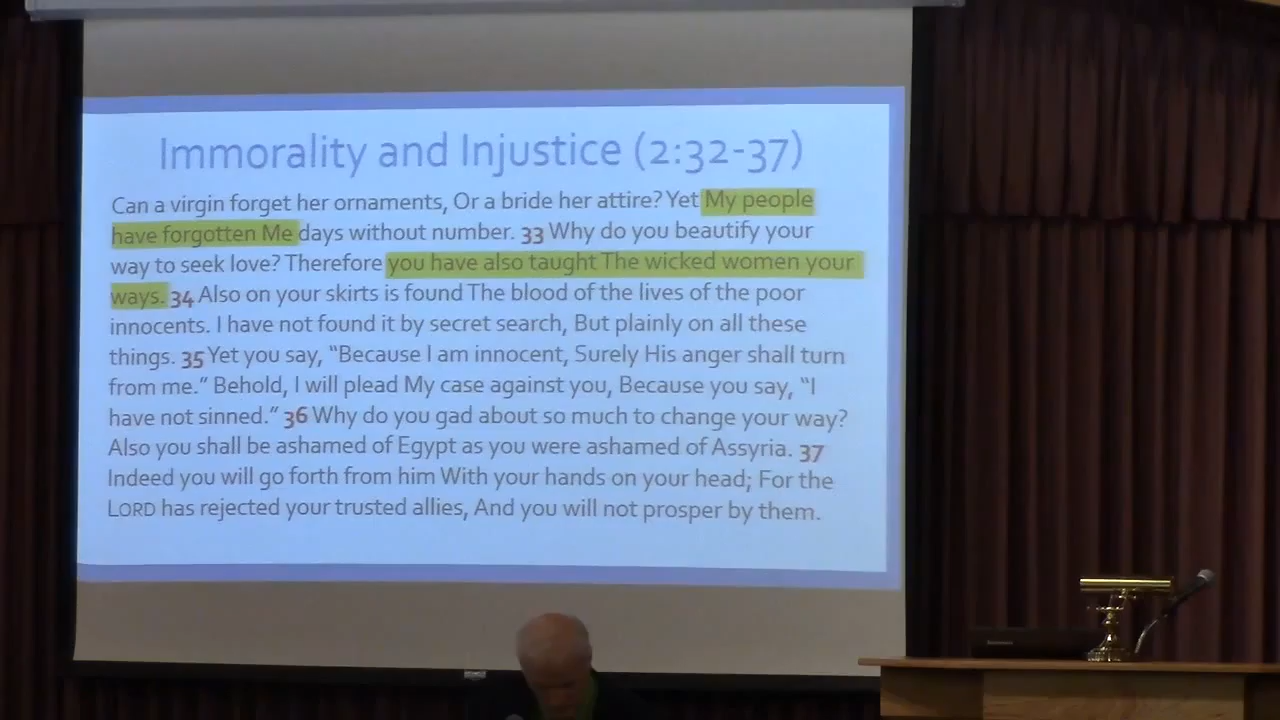 Immorality and Injustice (2:32-37)
Can a virgin forget her ornaments, Or a bride her attire? Yet My people
have forgotten Me days without number. 33 Why do you beautify your
way to seek love? Therefore you have also taught The wicked women your
ways. 34 Also on your skirts is found The blood of the lives of the poor
innocents. I have not found it by secret search, But plainly on all these
things. 35 Yet you say, “Because I am innocent, Surely His anger shall turn
from me.” Behold, I will plead My case against you, Because you say, “I
have not sinned.” 36 Why do you gad about so much to change your way?
Also you shall be ashamed of Egypt as you were ashamed of Assyria. 37
Indeed you will go forth from him With your hands on your head; For the
LORD has rejected your trusted allies, And you will not prosper by them.